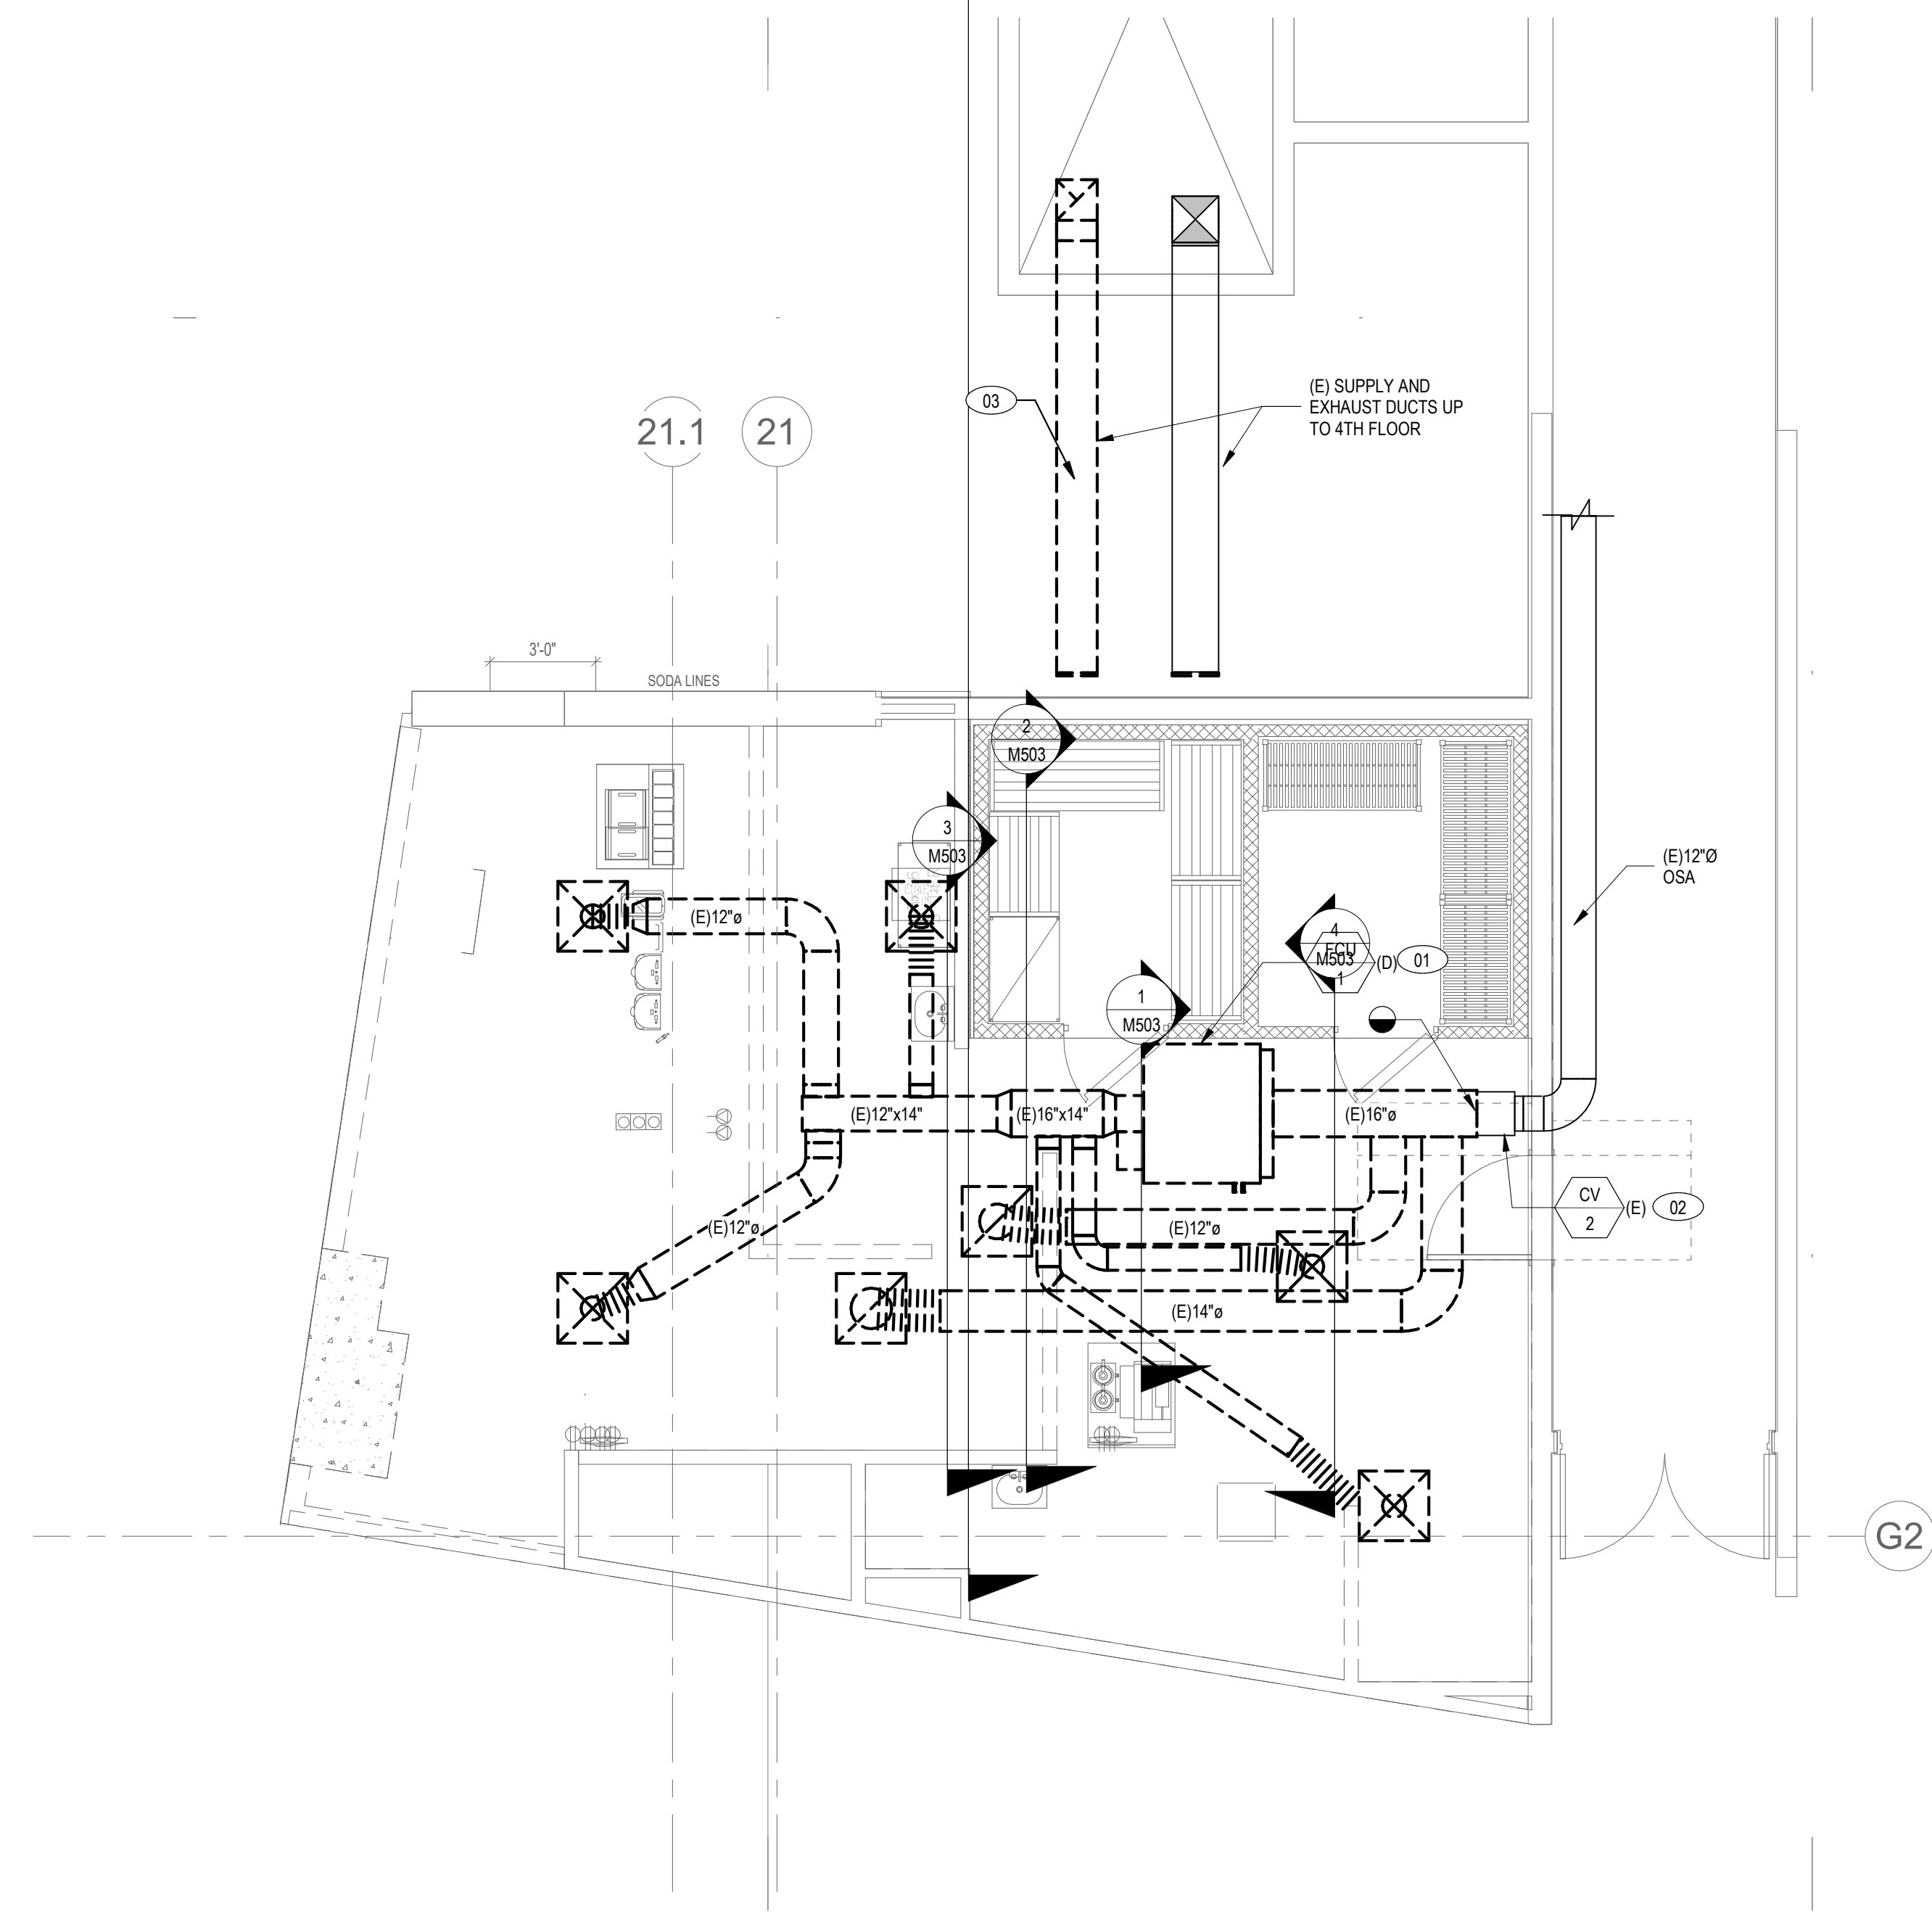 03
(E) SUPPLY AND
EXHAUST DUCTS UP
TO 4TH FLOOR
21.1
21
3'-0"
SODA LINES
2
M503
3
M503
(E)12"Ø
OSA
(E)12"ø
4
M503
FCU
1
(D)
01
1
M503
(E)12"x14"
(E)16"x14"
(E)16"ø
CV
2
(E)
02
(E)12"ø
(E)12"ø
(E)14"ø
G2